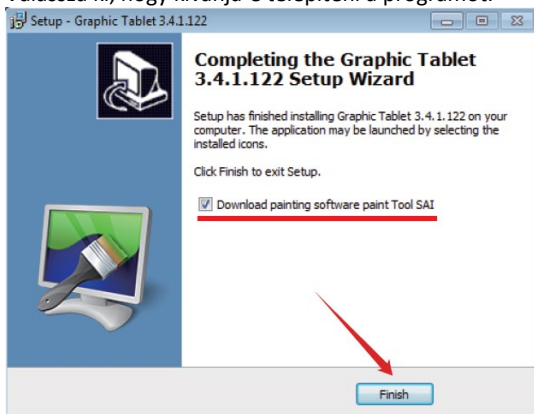 Setup - Graphic Tablet 3.4.1.122
Completing the Graphic Tablet
3.4.1.122 Setup Wizard
Setup has finished installing Graphic Tablet 3.4.1.122 on your
computer. The application may be launched by selecting the
installed icons.
Click Finish to exit Setup.
Download painting software paint Tool SAI
Finish